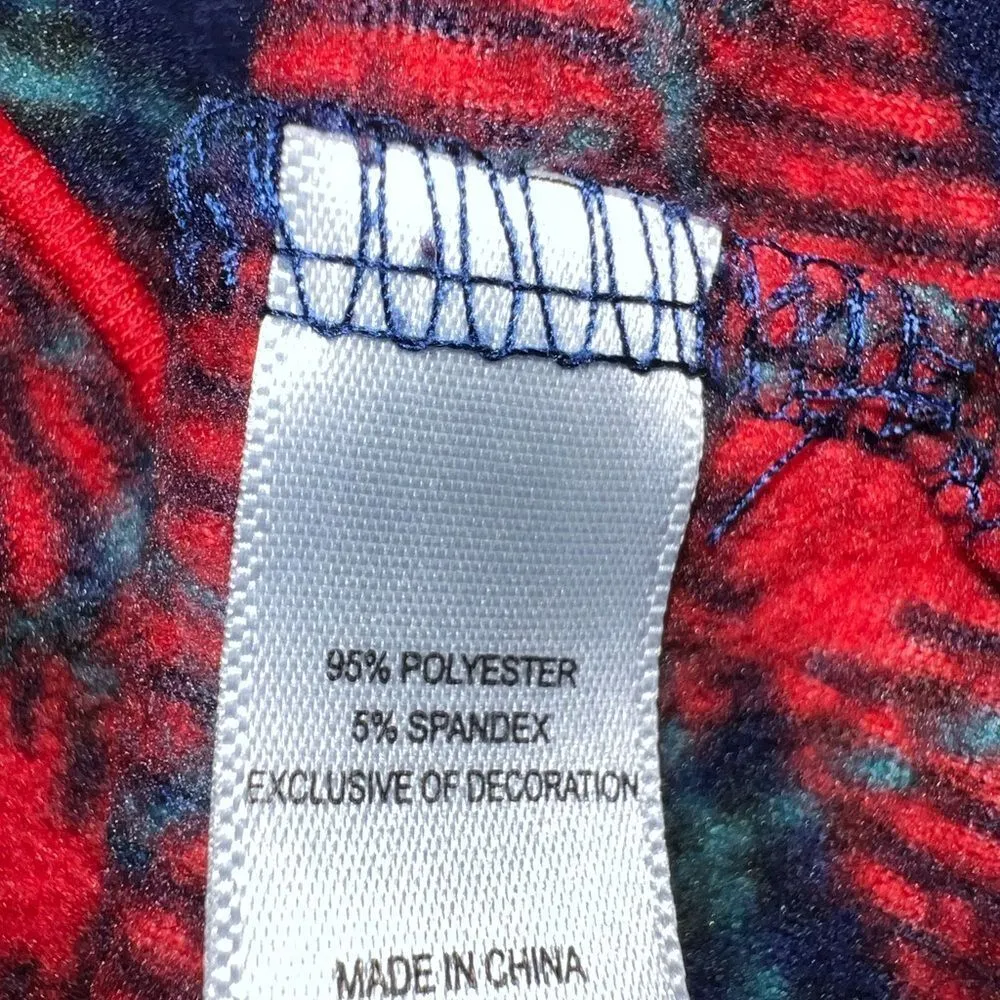 95% POLYESTER
5% SPANDEX
EXCLUSIVE OF DECORATION
MADE IN CHINA